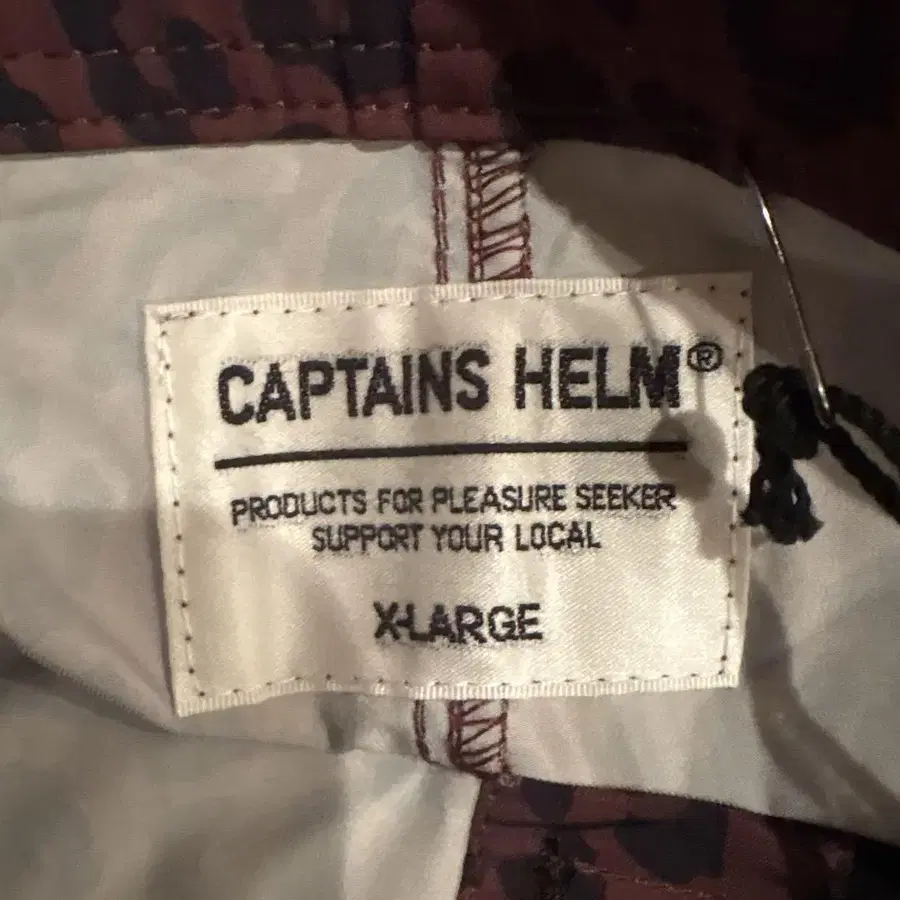 CAPTAINS HELM®
PRODUCTS FOR PLEASURE SEEKER
SUPPORT YOUR LOCAL
X-LARGE